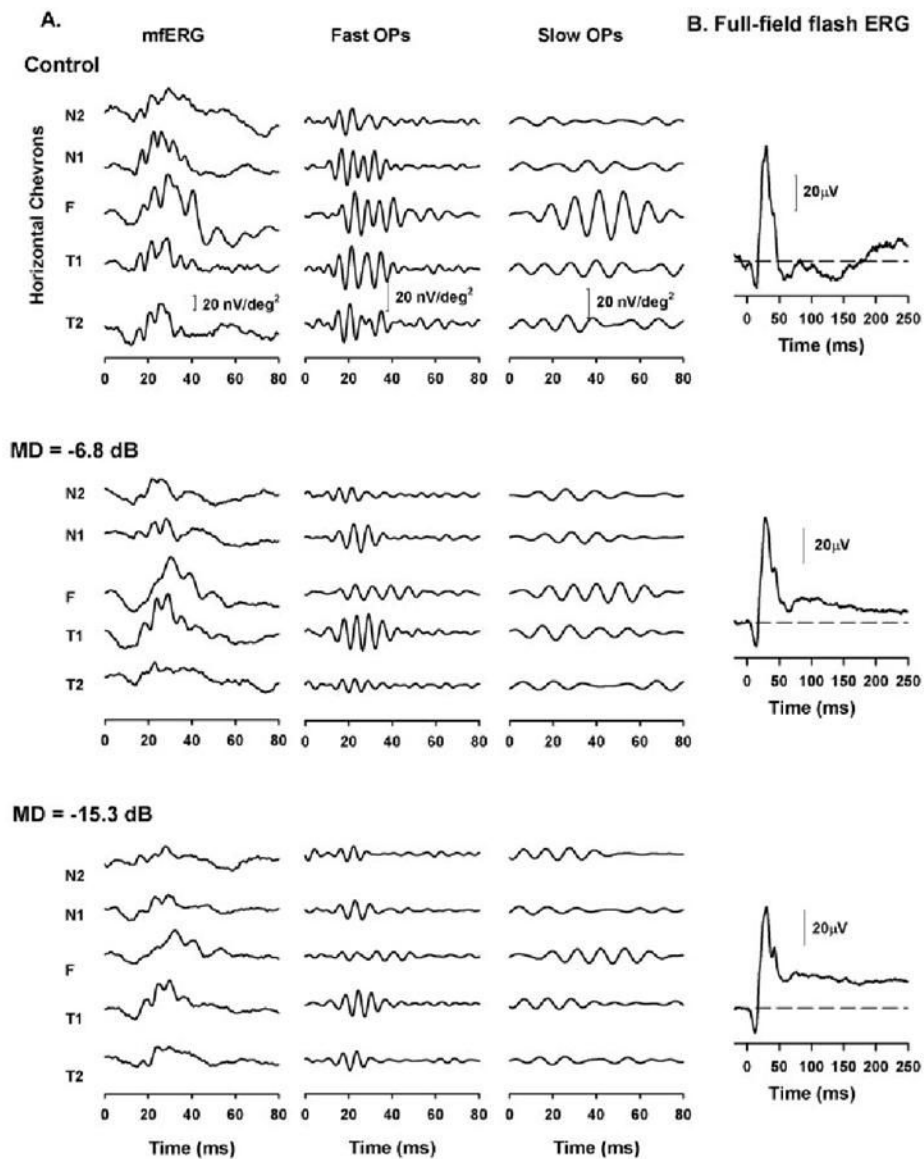 A.
B. Full-field flash ERG
mfERG
Fast OPs
Slow OPs
Control
Horizontal Chevrons
N2
N1
F
T1
T2
20 nV/deg²
20 nV/deg²
20 nV/deg²
20µV
0 20 40 60 80
0 20 40 60 80
0 20 40 60 80
0 50 100 150 200 250
Time (ms)
MD = -6.8 dB
N2
N1
F
T1
T2
20µV
0 20 40 60 80
0 20 40 60 80
0 20 40 60 80
0 50 100 150 200 250
Time (ms)
MD = -15.3 dB
N2
N1
F
T1
T2
20µV
0 20 40 60 80
0 20 40 60 80
0 20 40 60 80
0 50 100 150 200 250
Time (ms)
Time (ms)
Time (ms)
Time (ms)